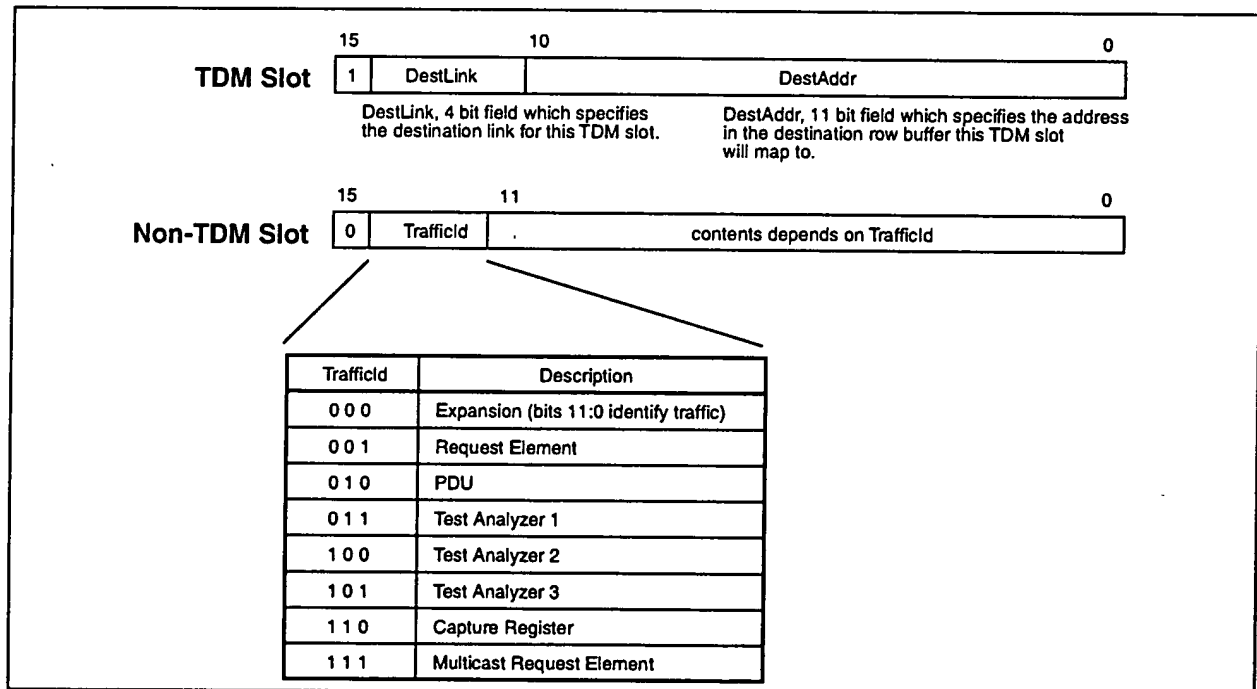 15 10 0
TDM Slot 1 DestLink DestAddr
DestLink, 4 bit field which specifies
the destination link for this TDM slot.
DestAddr, 11 bit field which specifies the address
in the destination row buffer this TDM slot
will map to.
15 11 0
Non-TDM Slot 0 TrafficId contents depends on TrafficId
TrafficId Description
0 0 0 Expansion (bits 11:0 identify traffic)
0 0 1 Request Element
0 1 0 PDU
0 1 1 Test Analyzer 1
1 0 0 Test Analyzer 2
1 0 1 Test Analyzer 3
1 1 0 Capture Register
1 1 1 Multicast Request Element